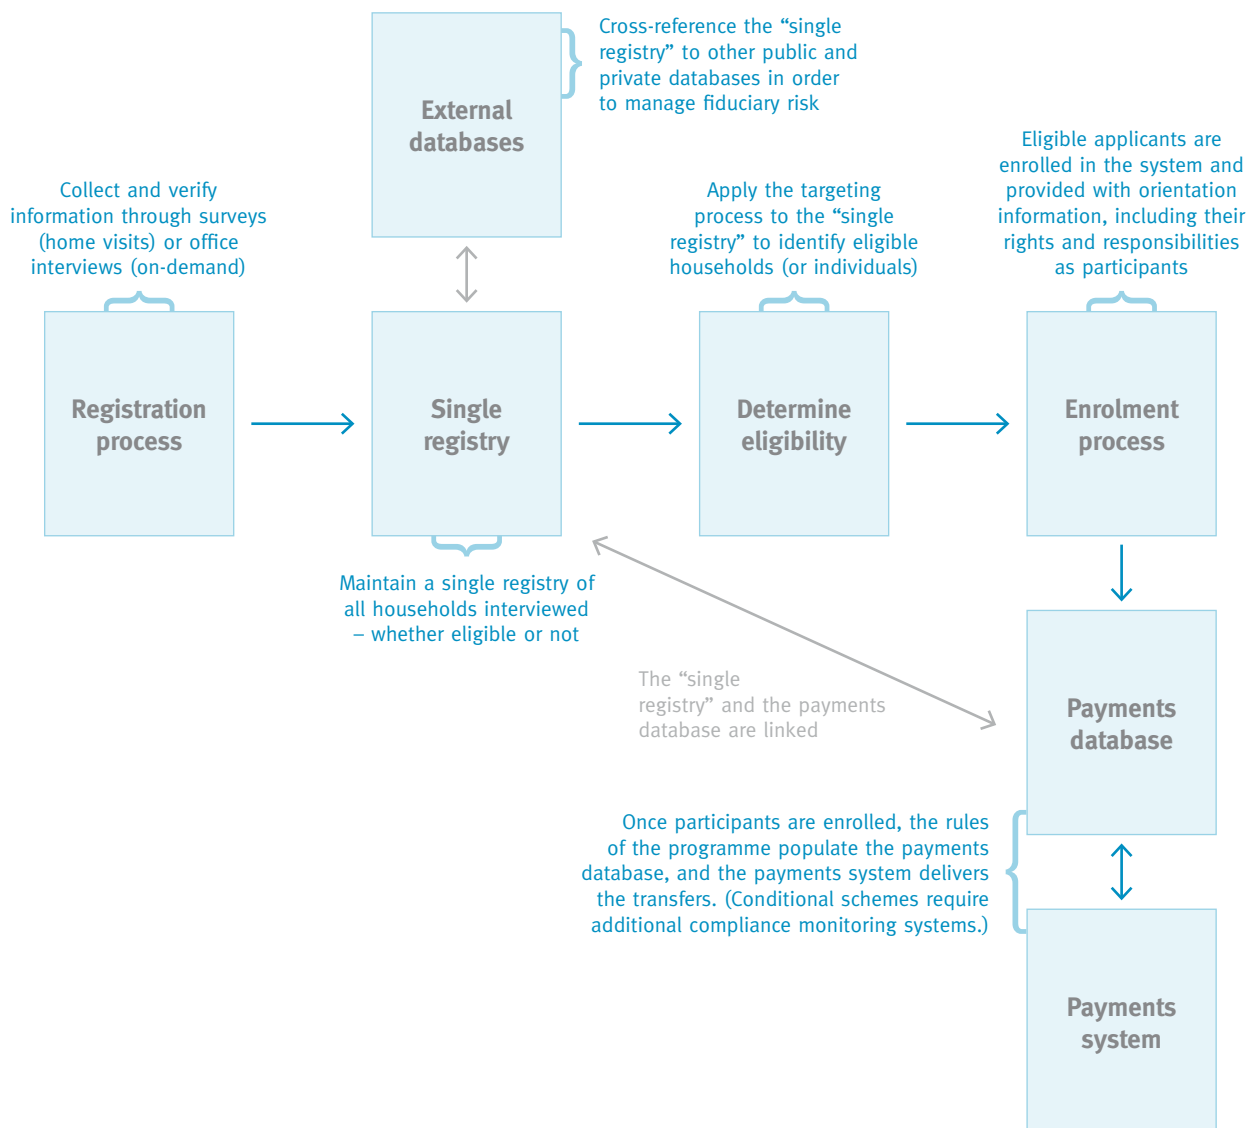 Cross-reference the “single
registry” to other public and
private databases in order
to manage fiduciary risk
External
databases
Collect and verify
information through surveys
(home visits) or office
interviews (on-demand)
Apply the targeting
process to the “single
registry” to identify eligible
households (or individuals)
Eligible applicants are
enrolled in the system and
provided with orientation
information, including their
rights and responsibilities
as participants
Registration
process
Single
registry
Determine
eligibility
Enrolment
process
Maintain a single registry of
all households interviewed
– whether eligible or not
The “single
registry” and the payments
database are linked
Payments
database
Once participants are enrolled, the rules
of the programme populate the payments
database, and the payments system delivers
the transfers. (Conditional schemes require
additional compliance monitoring systems.)
Payments
system